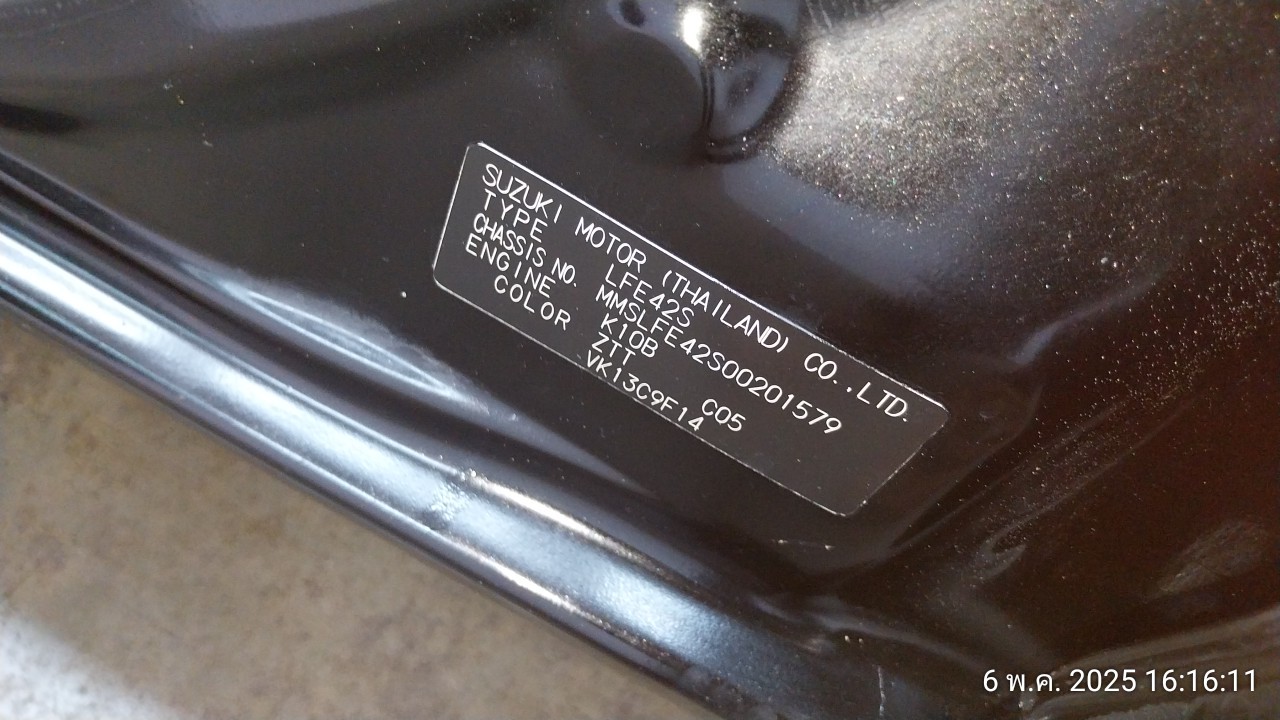 SUZUKI MOTOR (THAILAND) CO.,LTD.
TYPE LFE42S
CHASSIS NO. MMSLFE42S00201579
ENGINE K10B
COLOR ZTT C05
VK13C9F14
6 พ.ค. 2025 16:16:11